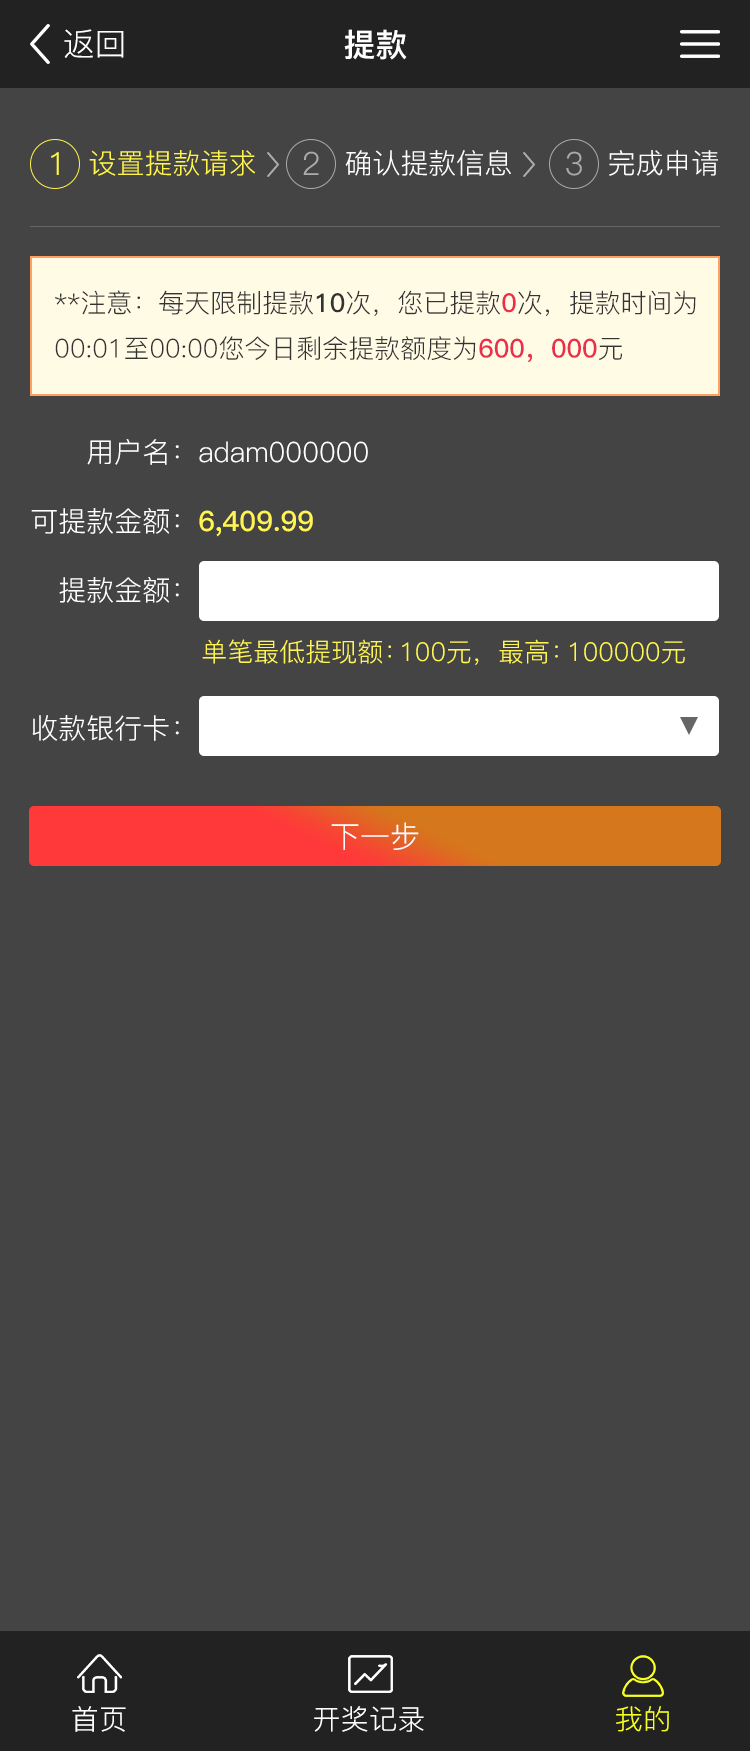 返回 提款
1 设置提款请求 2 确认提款信息 3 完成申请
**注意：每天限制提款10次，您已提款0次，提款时间为
00:01至00:00您今日剩余提款额度为600，000元
用户名：adam000000
可提款金额：6,409.99
提款金额：
单笔最低提现额：100元，最高：100000元
收款银行卡：
下一步
首页 开奖记录 我的